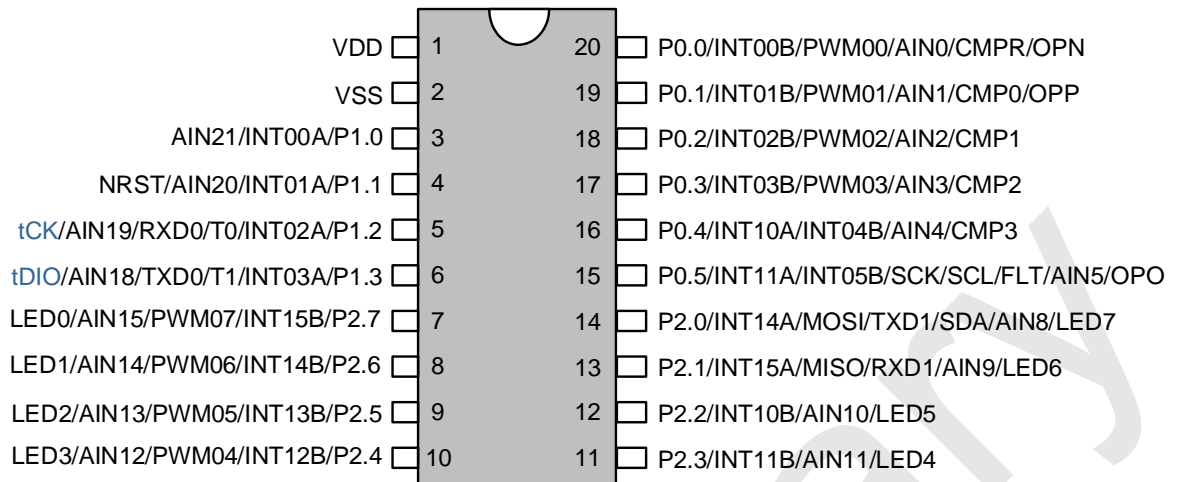 VDD 1 20 P0.0/INT00B/PWM00/AIN0/CMPR/OPN
VSS 2 19 P0.1/INT01B/PWM01/AIN1/CMP0/OPP
AIN21/INT00A/P1.0 3 18 P0.2/INT02B/PWM02/AIN2/CMP1
NRST/AIN20/INT01A/P1.1 4 17 P0.3/INT03B/PWM03/AIN3/CMP2
tCK/AIN19/RXD0/T0/INT02A/P1.2 5 16 P0.4/INT10A/INT04B/AIN4/CMP3
tDIO/AIN18/TXD0/T1/INT03A/P1.3 6 15 P0.5/INT11A/INT05B/SCK/SCL/FLT/AIN5/OPO
LED0/AIN15/PWM07/INT15B/P2.7 7 14 P2.0/INT14A/MOSI/TXD1/SDA/AIN8/LED7
LED1/AIN14/PWM06/INT14B/P2.6 8 13 P2.1/INT15A/MISO/RXD1/AIN9/LED6
LED2/AIN13/PWM05/INT13B/P2.5 9 12 P2.2/INT10B/AIN10/LED5
LED3/AIN12/PWM04/INT12B/P2.4 10 11 P2.3/INT11B/AIN11/LED4